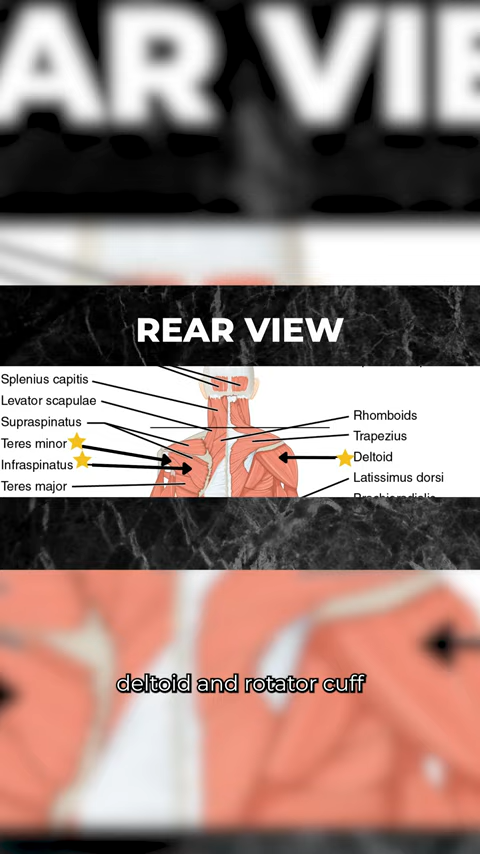 AR VIE
REAR VIEW
Splenius capitis
Levator scapulae
Supraspinatus
Teres minor
Infraspinatus
Teres major
Rhomboids
Trapezius
Deltoid
Latissimus dorsi
Brachioradialis
deltoid and rotator cuff